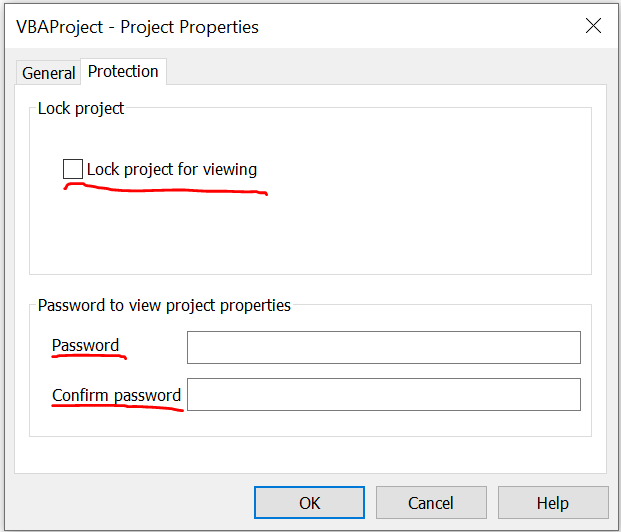 VBAProject - Project Properties
General Protection
Lock project
Lock project for viewing
Password to view project properties
Password
Confirm password
OK Cancel Help